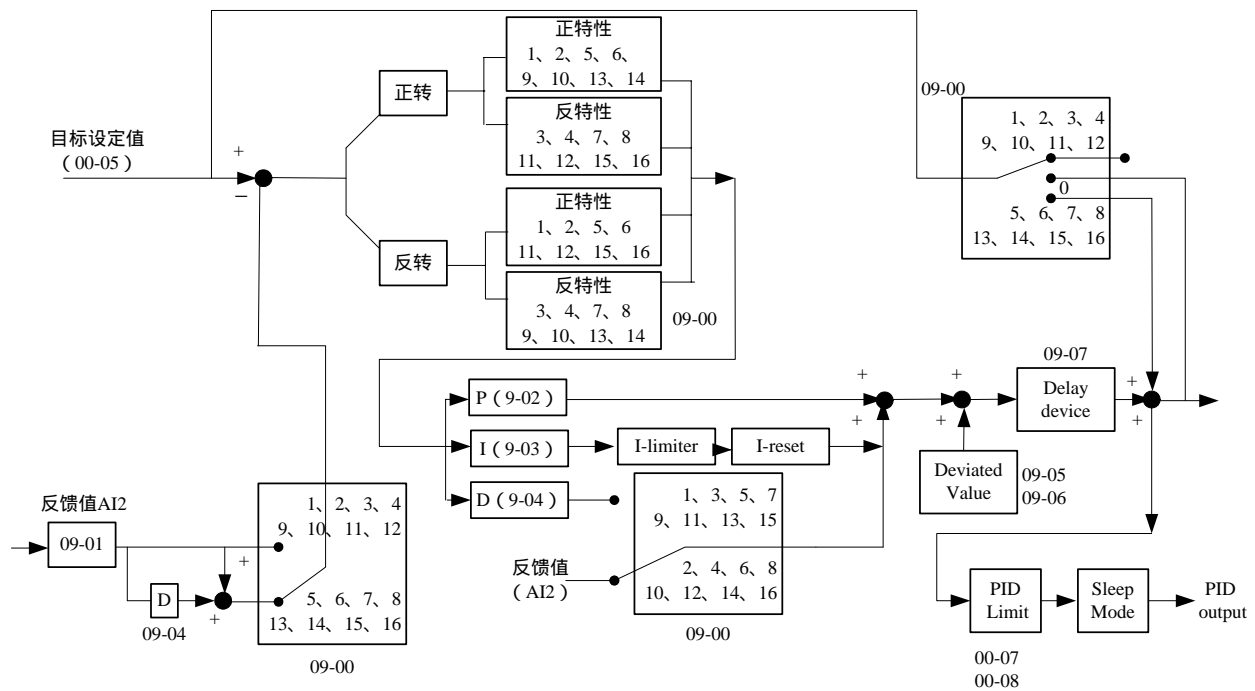 正特性
1、2、5、6、
9、10、13、14
正转
反特性
3、4、7、8
11、12、15、16
目标设定值
（00-05）
+
−
正特性
1、2、5、6
11、12、15、16
反转
反特性
3、4、7、8
9、10、13、14
09-00
09-00
1、2、3、4
9、10、11、12
0
5、6、7、8
13、14、15、16
P（9-02）
I（9-03）
I-limiter
I-reset
D（9-04）
+
+
+
+
09-07
Delay
device
+
+
Deviated
Value
09-05
09-06
反馈值AI2
09-01
D
09-04
+
+
1、2、3、4
9、10、11、12
5、6、7、8
13、14、15、16
09-00
反馈值
（AI2）
1、3、5、7
9、11、13、15
2、4、6、8
10、12、14、16
09-00
PID
Limit
00-07
00-08
Sleep
Mode
PID
output